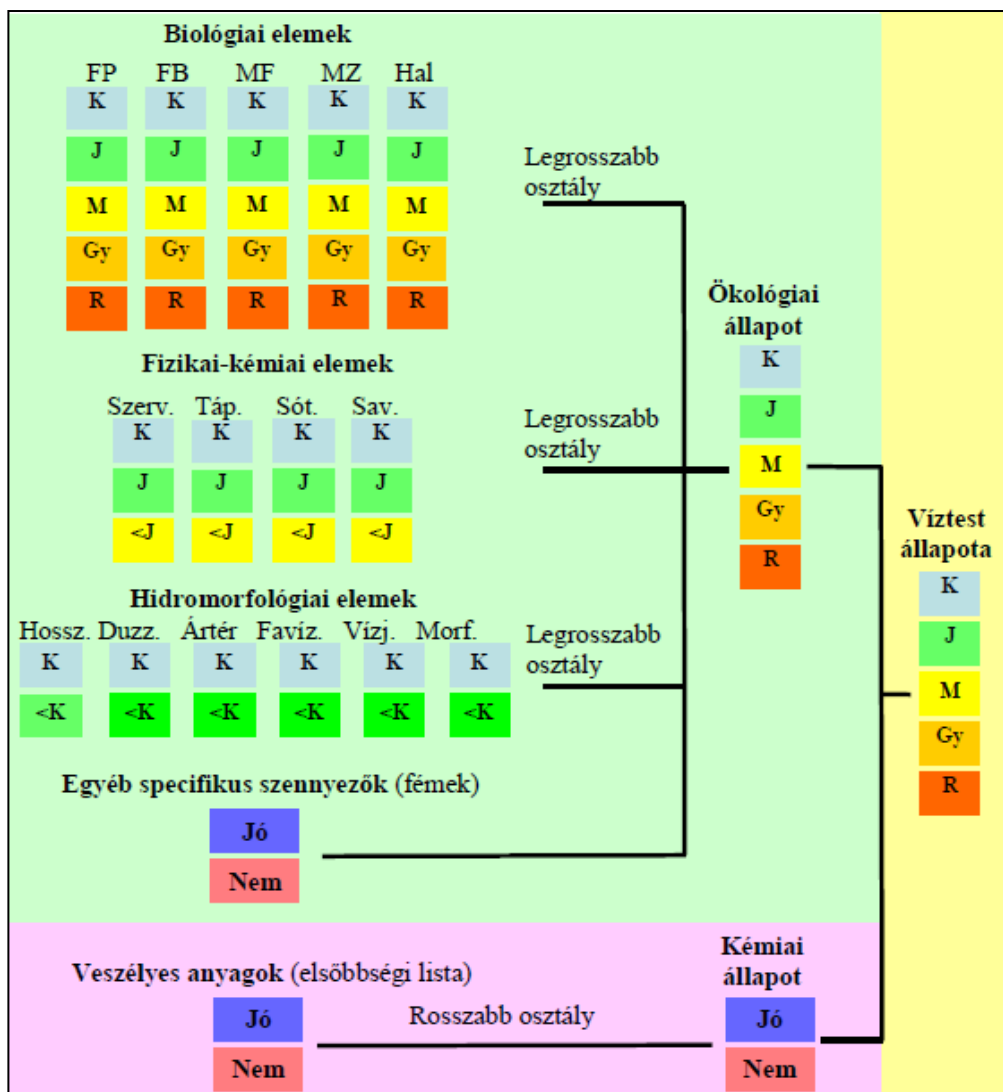 Biológiai elemek
FP FB MF MZ Hal
K K K K K
J J J J J
M M M M M
Gy Gy Gy Gy Gy
R R R R R
Legrosszabb
osztály
Fizikai-kémiai elemek
Szerv. Táp. Sót. Sav.
K K K K
J J J J
<J <J <J <J
Legrosszabb
osztály
Hidromorfológiai elemek
Hossz. Duzz. Ártér Favíz. Vízj. Morf.
K K K K K K
<K <K <K <K <K <K
Legrosszabb
osztály
Egyéb specifikus szennyezők (fémek)
Jó
Nem
Ökológiai
állapot
K
J
M
Gy
R
Veszélyes anyagok (elsőbbségi lista)
Jó
Nem
Rosszabb osztály
Kémiai
állapot
Jó
Nem
Víztest
állapota
K
J
M
Gy
R